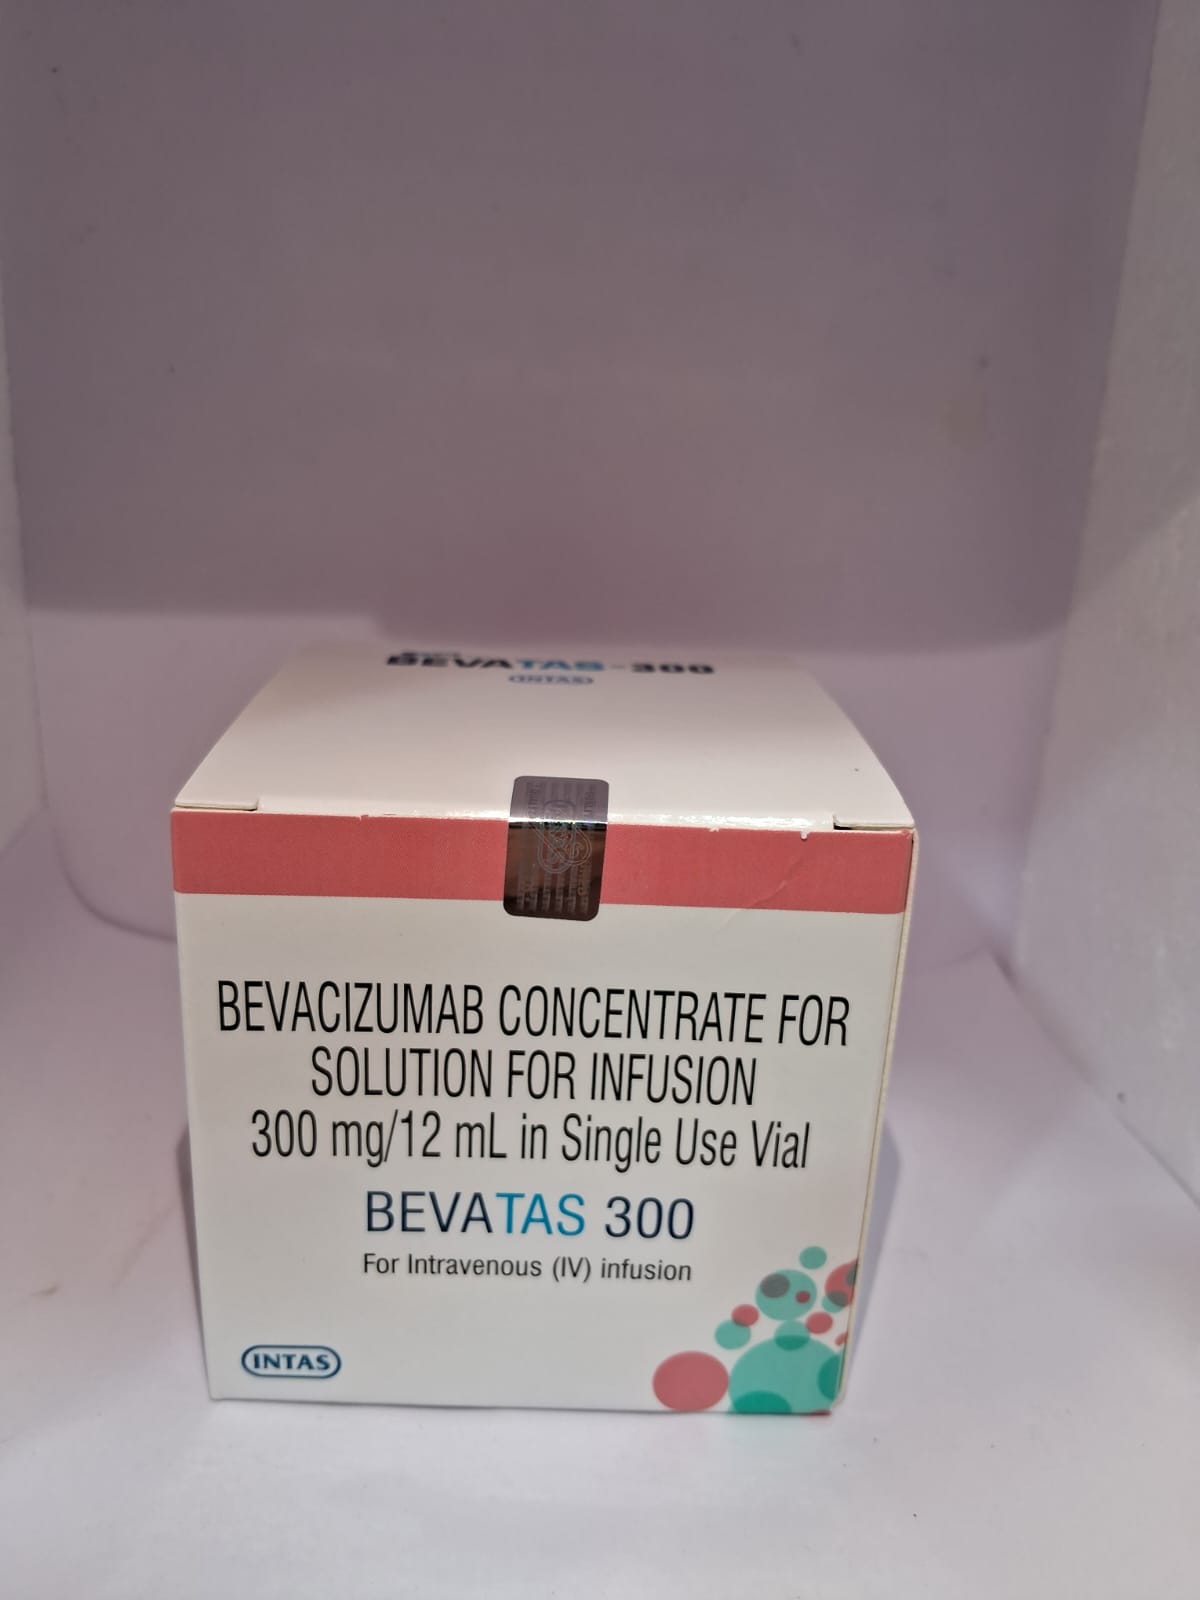 BEVATAS-300
INTAS
BEVACIZUMAB CONCENTRATE FOR
SOLUTION FOR INFUSION
300 mg/12 mL in Single Use Vial
BEVATAS 300
For Intravenous (IV) infusion
INTAS